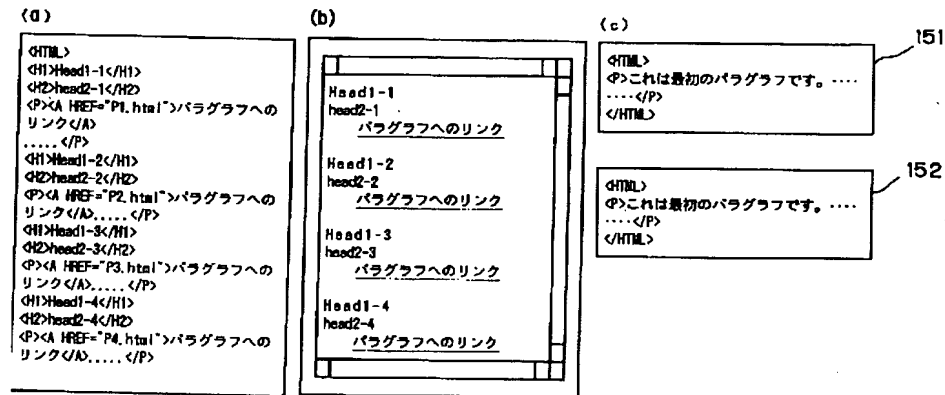 (a)
<HTML>
<H1>Head1-1</H1>
<H2>head2-1</H2>
<P><A HREF="P1.html">パラグラフへの
リンク</A>
.....</P>
<H1>Head1-2</H1>
<H2>head2-2</H2>
<P><A HREF="P2.html">パラグラフへの
リンク</A>.....</P>
<H1>Head1-3</H1>
<H2>head2-3</H2>
<P><A HREF="P3.html">パラグラフへの
リンク</A>.....</P>
<H1>Head1-4</H1>
<H2>head2-4</H2>
<P><A HREF="P4.html">パラグラフへの
リンク</A>.....</P>
(b)
Head1-1
head2-1
パラグラフへのリンク
Head1-2
head2-2
パラグラフへのリンク
Head1-3
head2-3
パラグラフへのリンク
Head1-4
head2-4
パラグラフへのリンク
(c)
151
<HTML>
<P>これは最初のパラグラフです。‥‥
‥‥</P>
</HTML>
152
<HTML>
<P>これは最初のパラグラフです。‥‥
‥‥</P>
</HTML>